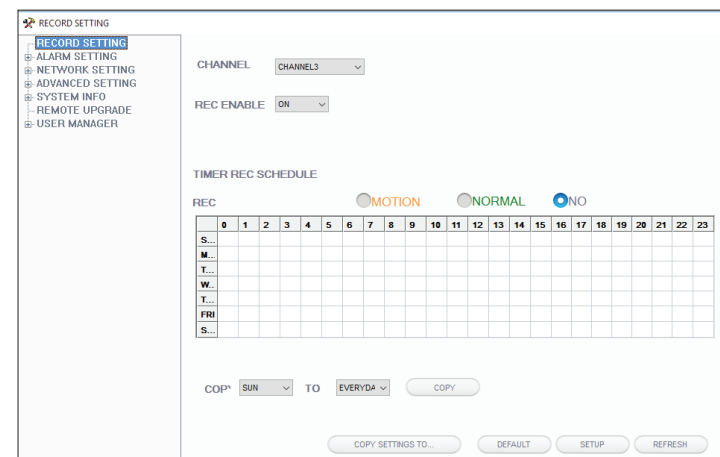 RECORD SETTING
RECORD SETTING
ALARM SETTING
NETWORK SETTING
ADVANCED SETTING
SYSTEM INFO
REMOTE UPGRADE
USER MANAGER
CHANNEL CHANNEL3
REC ENABLE ON
TIMER REC SCHEDULE
REC MOTION NORMAL NO
0 1 2 3 4 5 6 7 8 9 10 11 12 13 14 15 16 17 18 19 20 21 22 23
S...
M...
T...
W...
T...
FRI
S...
COPY SUN TO EVERYDA COPY
COPY SETTINGS TO... DEFAULT SETUP REFRESH